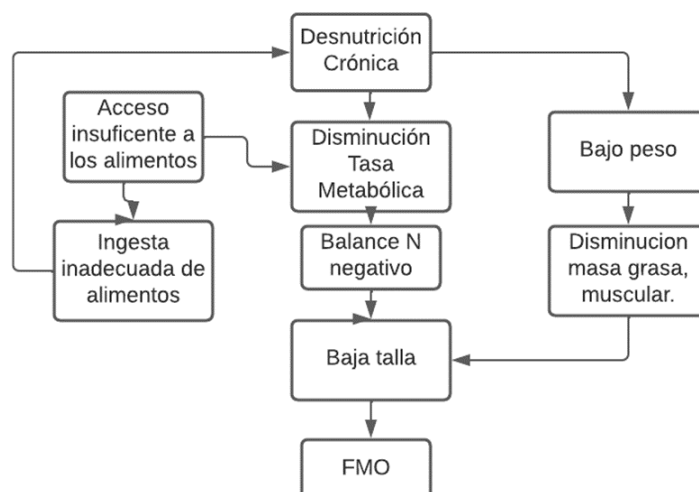 Desnutrición
Crónica
Acceso
insuficente a
los alimentos
Disminución
Tasa
Metabólica
Bajo peso
Ingesta
inadecuada de
alimentos
Balance N
negativo
Disminucion
masa grasa,
muscular.
Baja talla
FMO